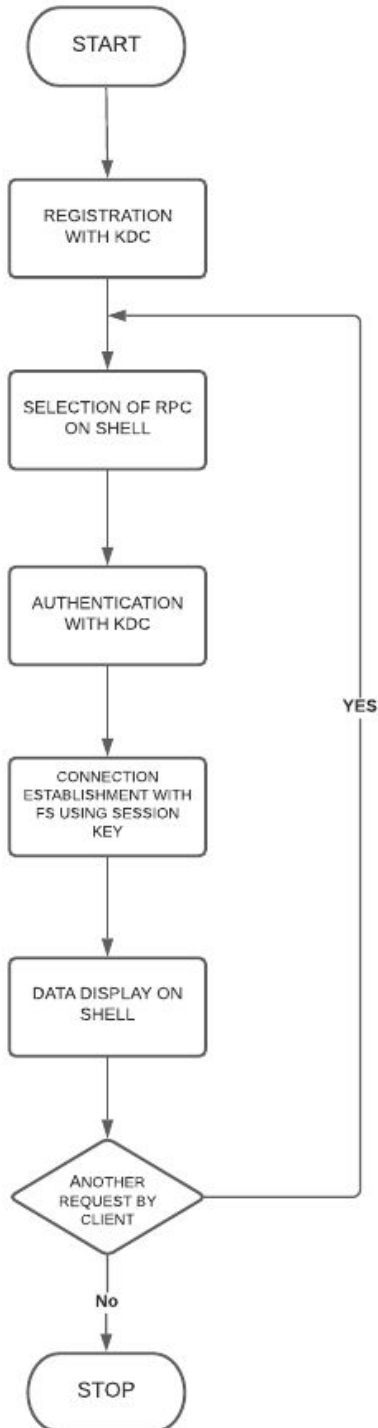 START
REGISTRATION
WITH KDC
SELECTION OF RPC
ON SHELL
AUTHENTICATION
WITH KDC
YES
CONNECTION
ESTABLISHMENT WITH
FS USING SESSION
KEY
DATA DISPLAY ON
SHELL
ANOTHER
REQUEST BY
CLIENT
No
STOP